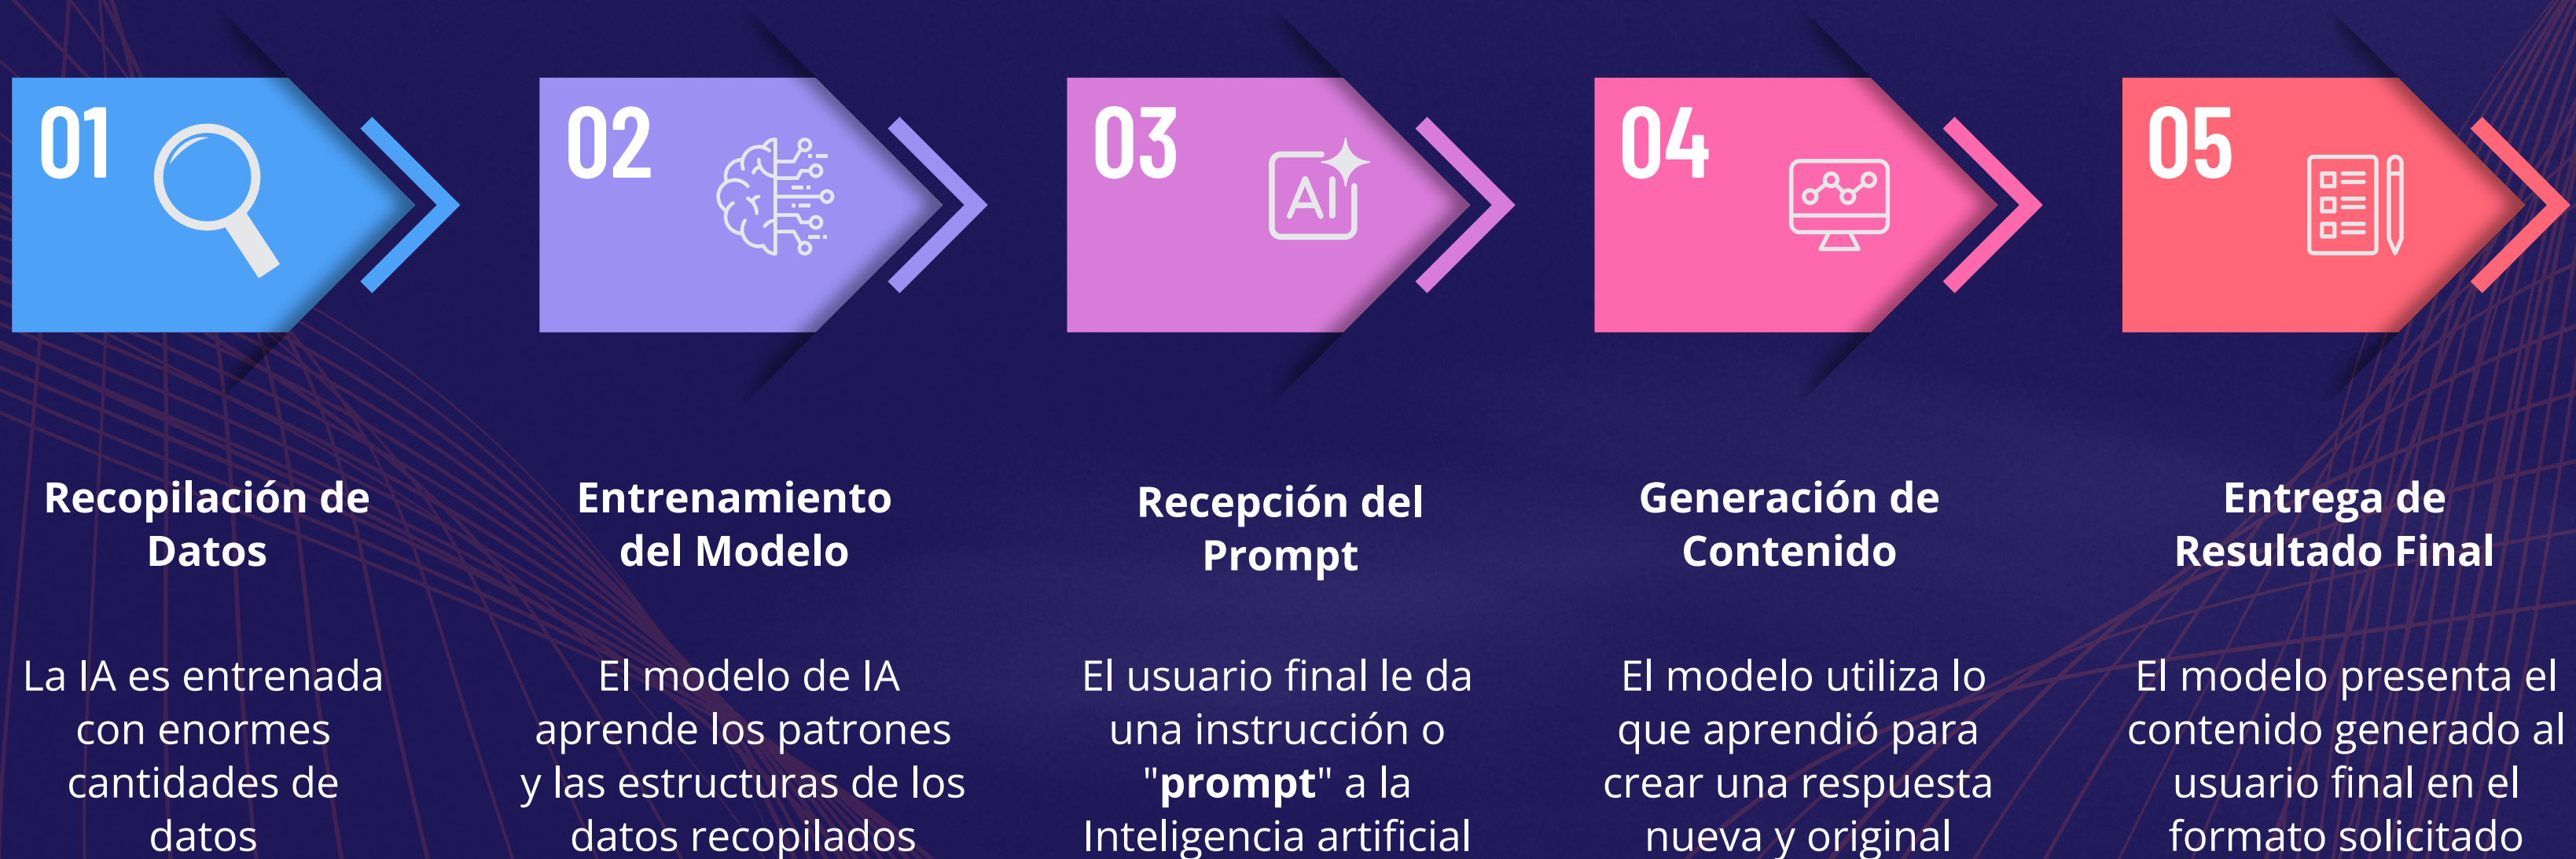 01
Recopilación de
Datos
La IA es entrenada
con enormes
cantidades de
datos
02
Entrenamiento
del Modelo
El modelo de IA
aprende los patrones
y las estructuras de los
datos recopilados
03
AI
Recepción del
Prompt
El usuario final le da
una instrucción o
"prompt" a la
Inteligencia artificial
04
Generación de
Contenido
El modelo utiliza lo
que aprendió para
crear una respuesta
nueva y original
05
Entrega de
Resultado Final
El modelo presenta el
contenido generado al
usuario final en el
formato solicitado